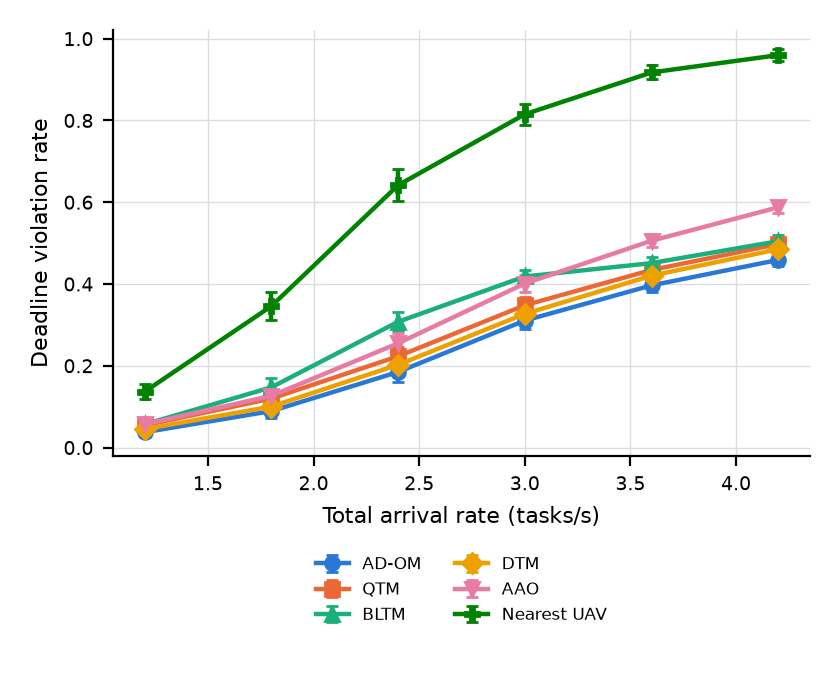 Deadline violation rate
1.0
0.8
0.6
0.4
0.2
0.0
1.5 2.0 2.5 3.0 3.5 4.0
Total arrival rate (tasks/s)
AD-OM DTM
QTM AAO
BLTM Nearest UAV